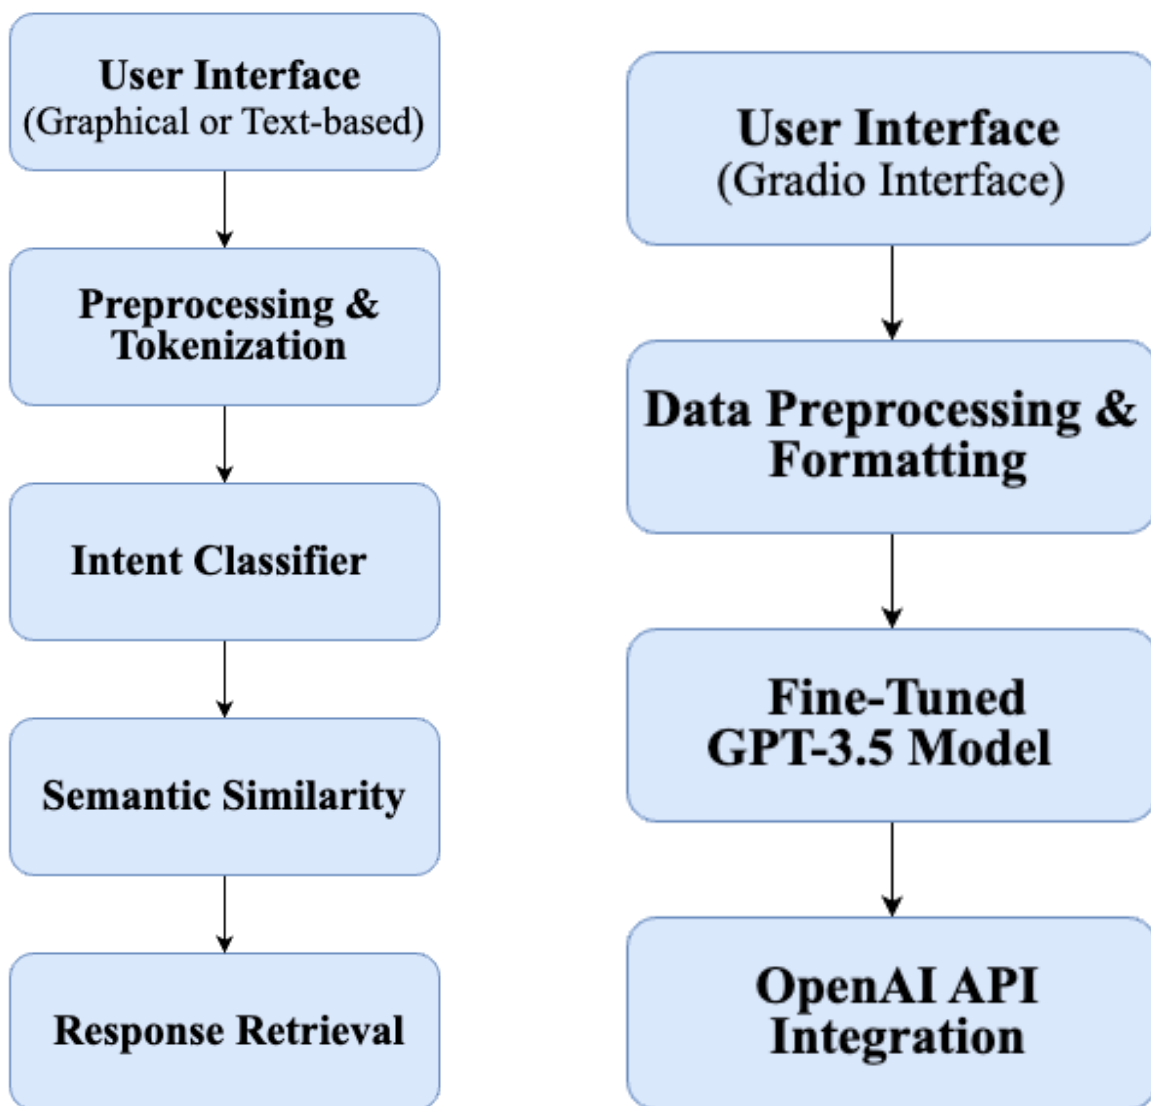 User Interface
(Graphical or Text-based)
Preprocessing &
Tokenization
Intent Classifier
Semantic Similarity
Response Retrieval
User Interface
(Gradio Interface)
Data Preprocessing &
Formatting
Fine-Tuned
GPT-3.5 Model
OpenAI API
Integration